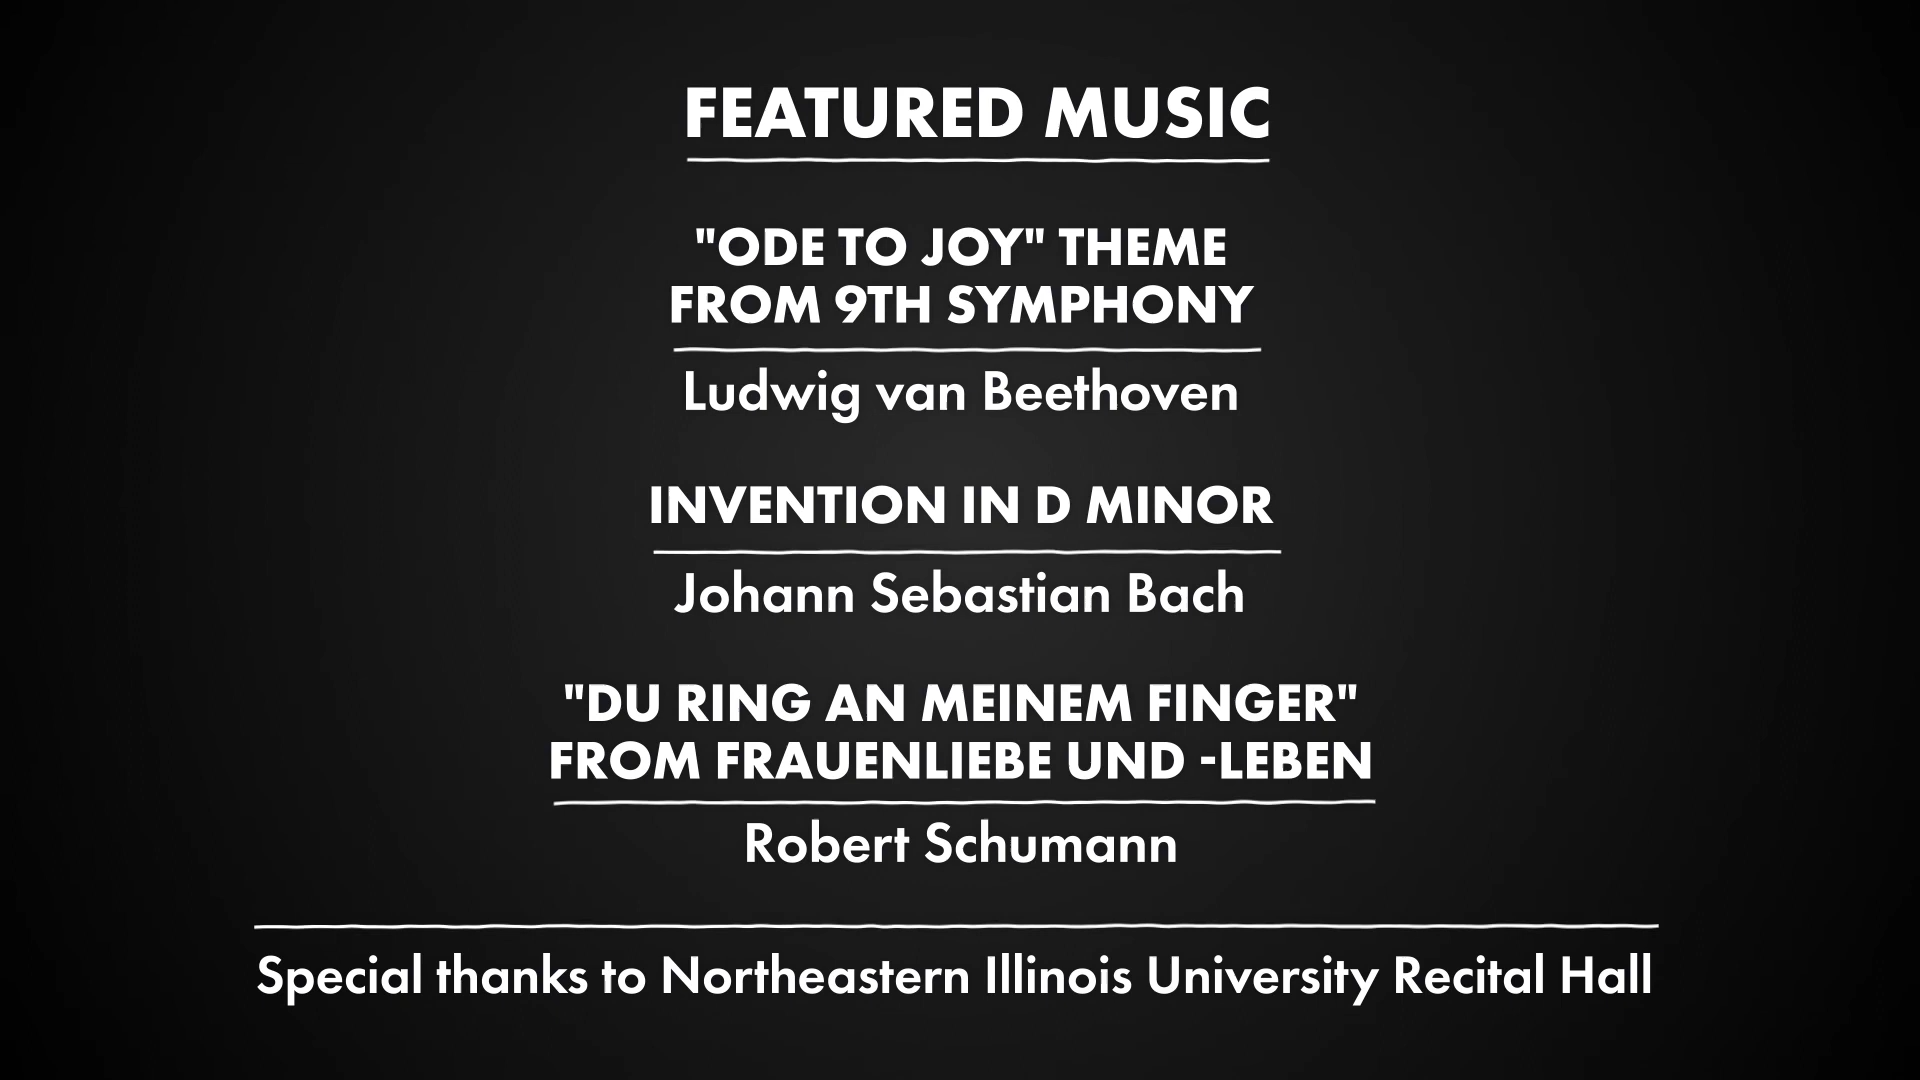 FEATURED MUSIC
"ODE TO JOY" THEME
FROM 9TH SYMPHONY
Ludwig van Beethoven
INVENTION IN D MINOR
Johann Sebastian Bach
"DU RING AN MEINEM FINGER"
FROM FRAUENLIEBE UND -LEBEN
Robert Schumann
Special thanks to Northeastern Illinois University Recital Hall